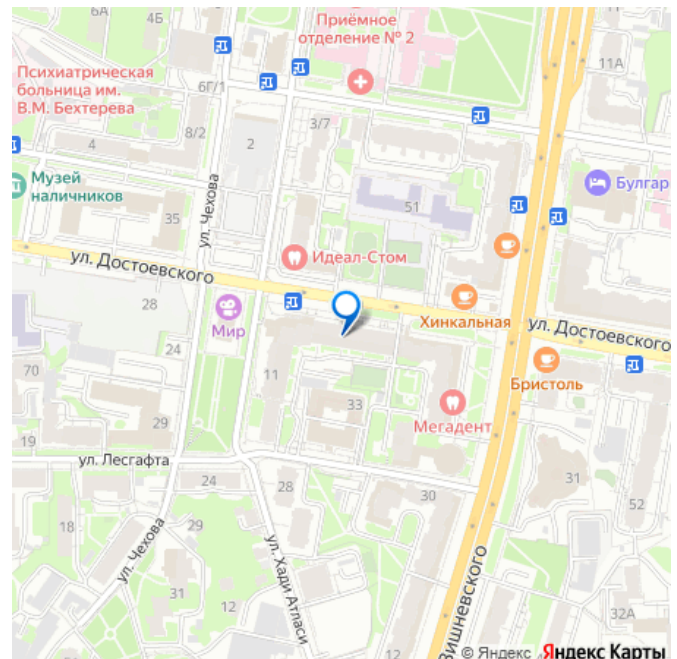 6А
4Б
Приёмное
отделение № 2
11А
Психиатрическая
больница им.
В.М. Бехтерева
6Г/1
8/2
3/7
4
2
Музей
наличников
Булгар
51
35
ул. Чехова
Идеал-Стом
ул. Достоевского
28
Мир
Хинкальная
ул. Достоевского
24
Бристоль
70
11
33
Мегадент
29
19
ул. Лесгафта
24
28
30
31
52
18
29
ул. Чехова
ул. Хади Атласи
31
12
12
Вишневского
32А
© Яндекс
Яндекс Карты